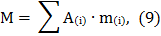 M = ∑ A₍ᵢ₎ · m₍ᵢ₎, (9)